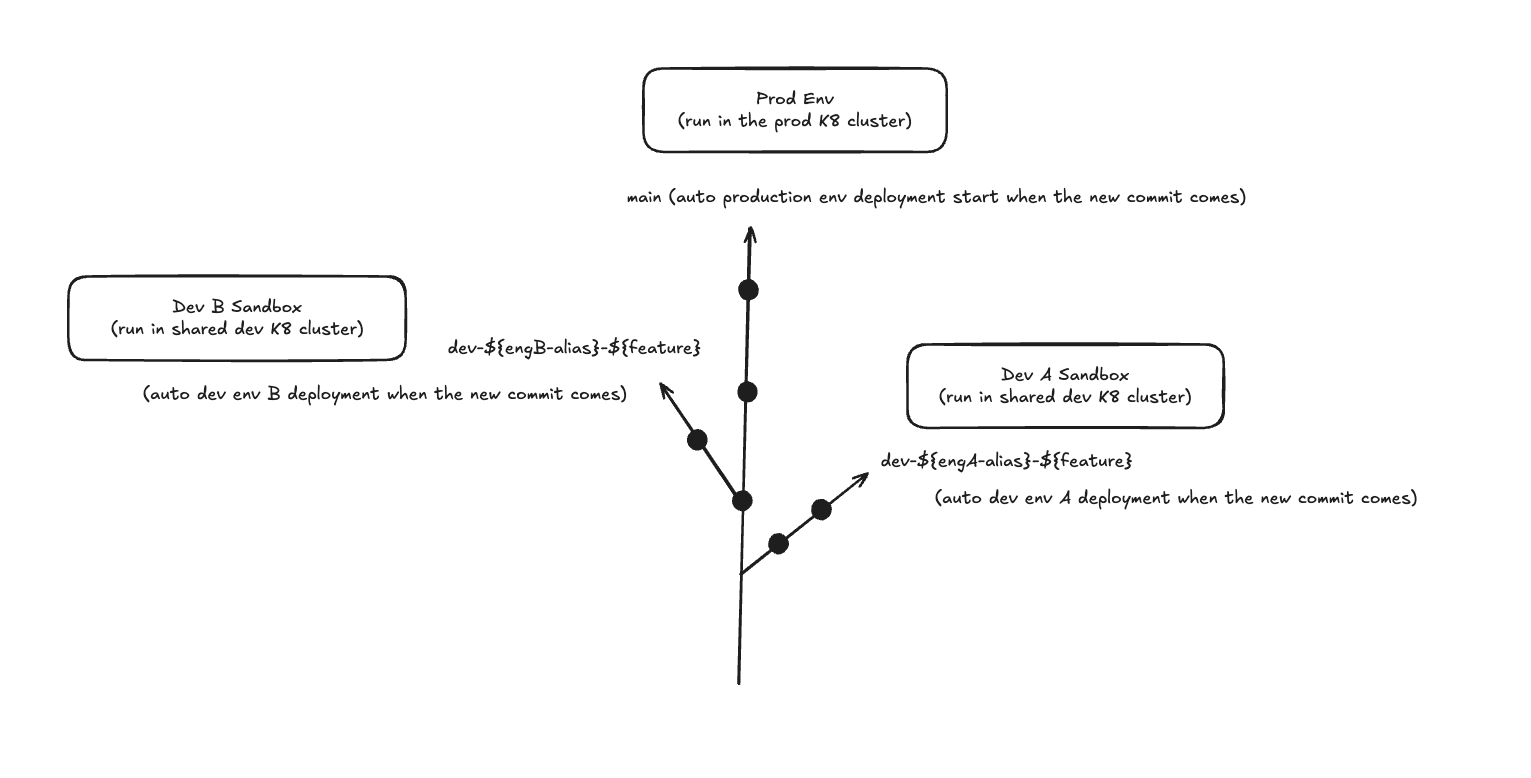 Prod Env
(run in the prod K8 cluster)
main (auto production env deployment start when the new commit comes)
Dev B Sandbox
(run in shared dev K8 cluster)
dev-${engB-alias}-${feature}
(auto dev env B deployment when the new commit comes)
Dev A Sandbox
(run in shared dev K8 cluster)
dev-${engA-alias}-${feature}
(auto dev env A deployment when the new commit comes)